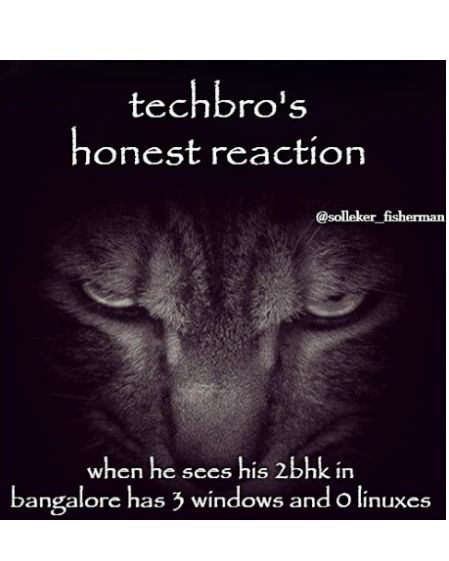 techbro's
honest reaction
@solleker_fisherman
when he sees his 2bhk in
bangalore has 3 windows and 0 linuxes